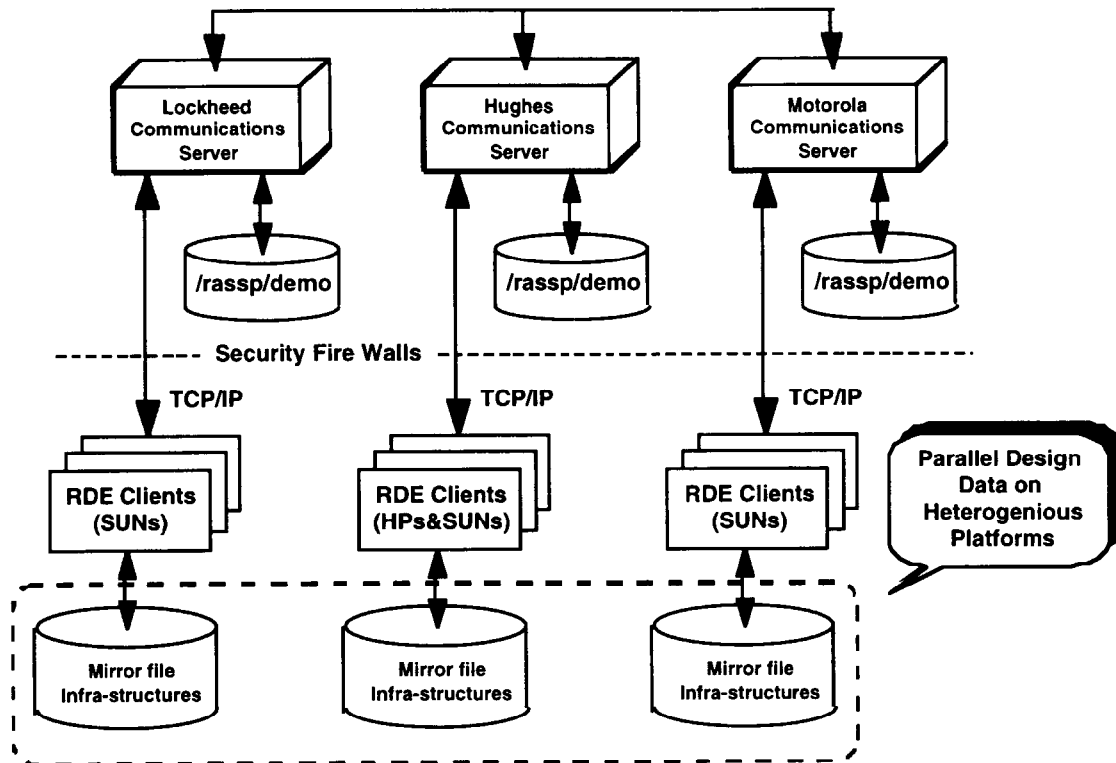 Lockheed
Communications
Server
Hughes
Communications
Server
Motorola
Communications
Server
/rassp/demo
/rassp/demo
/rassp/demo
Security Fire Walls
TCP/IP
TCP/IP
TCP/IP
RDE Clients
(SUNs)
RDE Clients
(HPs&SUNs)
RDE Clients
(SUNs)
Parallel Design
Data on
Heterogenious
Platforms
Mirror file
Infra-structures
Mirror file
Infra-structures
Mirror file
Infra-structures